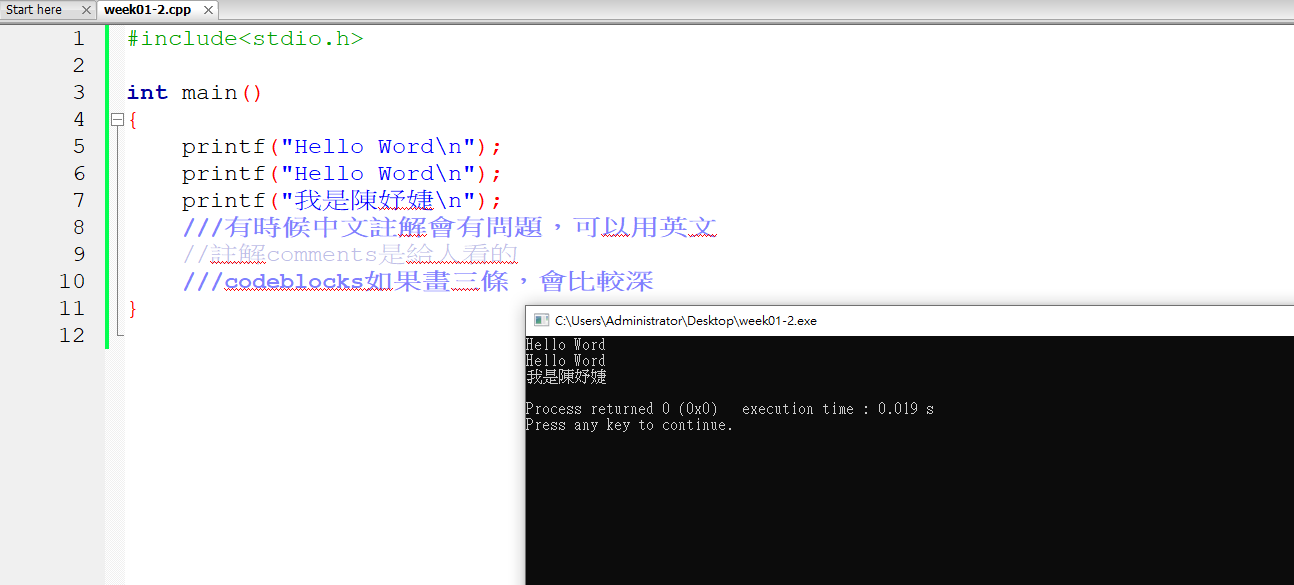 Start here
week01-2.cpp
1 #include<stdio.h>
2
3 int main()
4 {
5 printf("Hello Word\n");
6 printf("Hello Word\n");
7 printf("我是陳妤婕\n");
8 ///有時候中文註解會有問題，可以用英文
9 //註解comments是給人看的
10 ///codeblocks如果畫三條，會比較深
11 }
12
C:\Users\Administrator\Desktop\week01-2.exe
Hello Word
Hello Word
我是陳妤婕
Process returned 0 (0x0) execution time : 0.019 s
Press any key to continue.